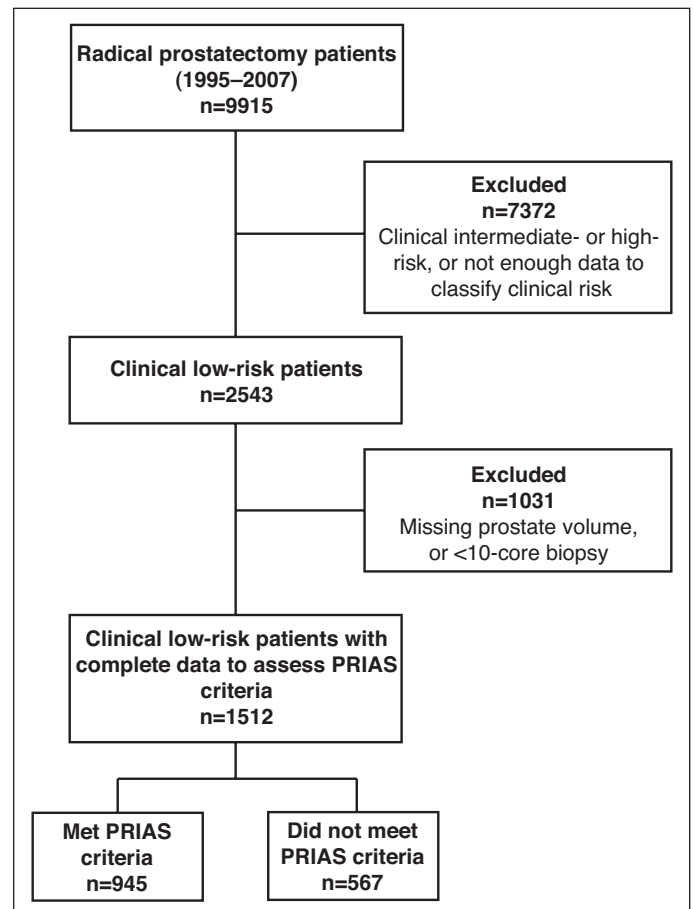 Radical prostatectomy patients
(1995–2007)
n=9915
Excluded
n=7372
Clinical intermediate- or high-
risk, or not enough data to
classify clinical risk
Clinical low-risk patients
n=2543
Excluded
n=1031
Missing prostate volume,
or <10-core biopsy
Clinical low-risk patients with
complete data to assess PRIAS
criteria
n=1512
Met PRIAS
criteria
n=945
Did not meet
PRIAS criteria
n=567